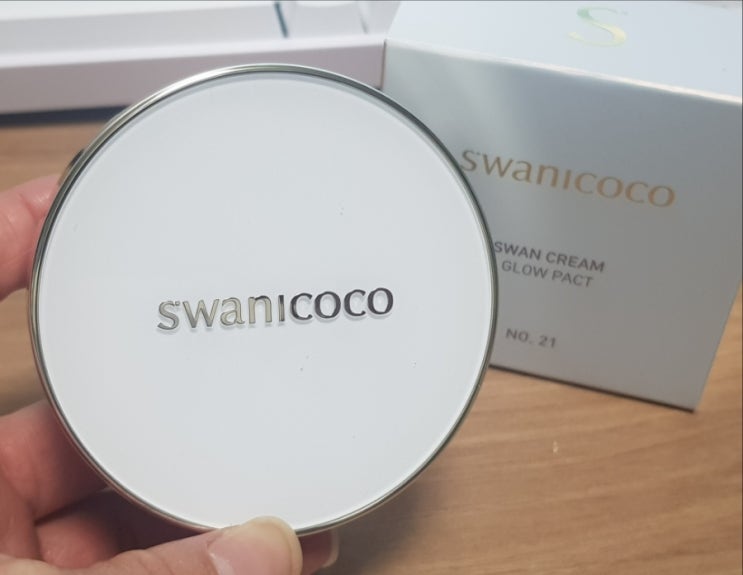 swanicoco
S
swanicoco
SWAN CREAM
GLOW PACT
NO. 21